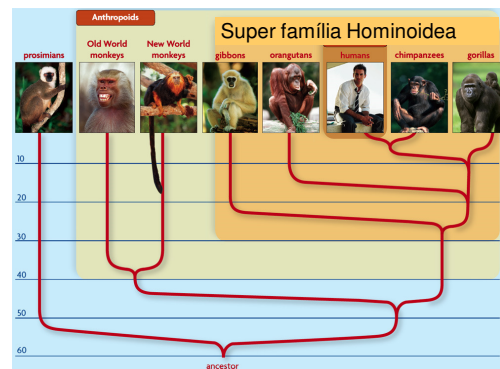 Anthropoids
Super família Hominoidea
prosimians
Old World
monkeys
New World
monkeys
gibbons
orangutans
humans
chimpanzees
gorillas
10
20
30
40
50
60
ancestor